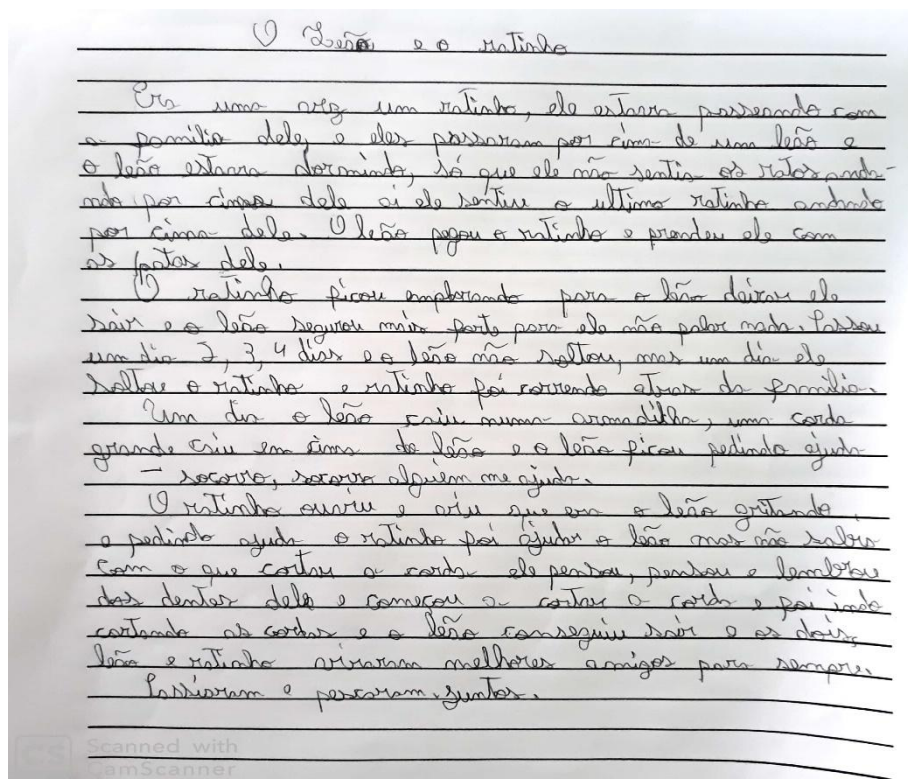 O Leão e o ratinho
Era uma vez um ratinho, ele estava passeando com
a familia dele, e eles passaram por cima de um leão e
o leão estava dormindo, só que ele não sentia os ratos anda-
ndo por cima dele ai ele sentiu o ultimo ratinho andando
por cima dele. O leão pegou o ratinho e prendeu ele com
as patas dele.
O ratinho ficou emplorando para o leão deixar ele
sair e o leão segurou mais forte para ele não falar nada. Passou
um dia 2, 3, 4 dias e o leão não soltou, mas um dia ele
soltou o ratinho e ratinho foi correndo atras da familia.
Um dia o leão caiu numa armadilha, uma corda
grande caiu em cima do leão e o leão ficou pedindo ajuda
- socorro, socorro alguém me ajuda.
O ratinho ouviu e viu que era o leão gritando
e pedindo ajuda o ratinho foi ajudar o leão mas não sabia
com o que cortar a corda ele pensou, pensou e lembrou
dos dentes dele e começou a cortar a corda e foi indo
cortando as cordas e o leão conseguiu sair e os dois,
leão e ratinho viraram melhores amigos para sempre.
Passiaram e pescaram juntos.
CS Scanned with
CamScanner